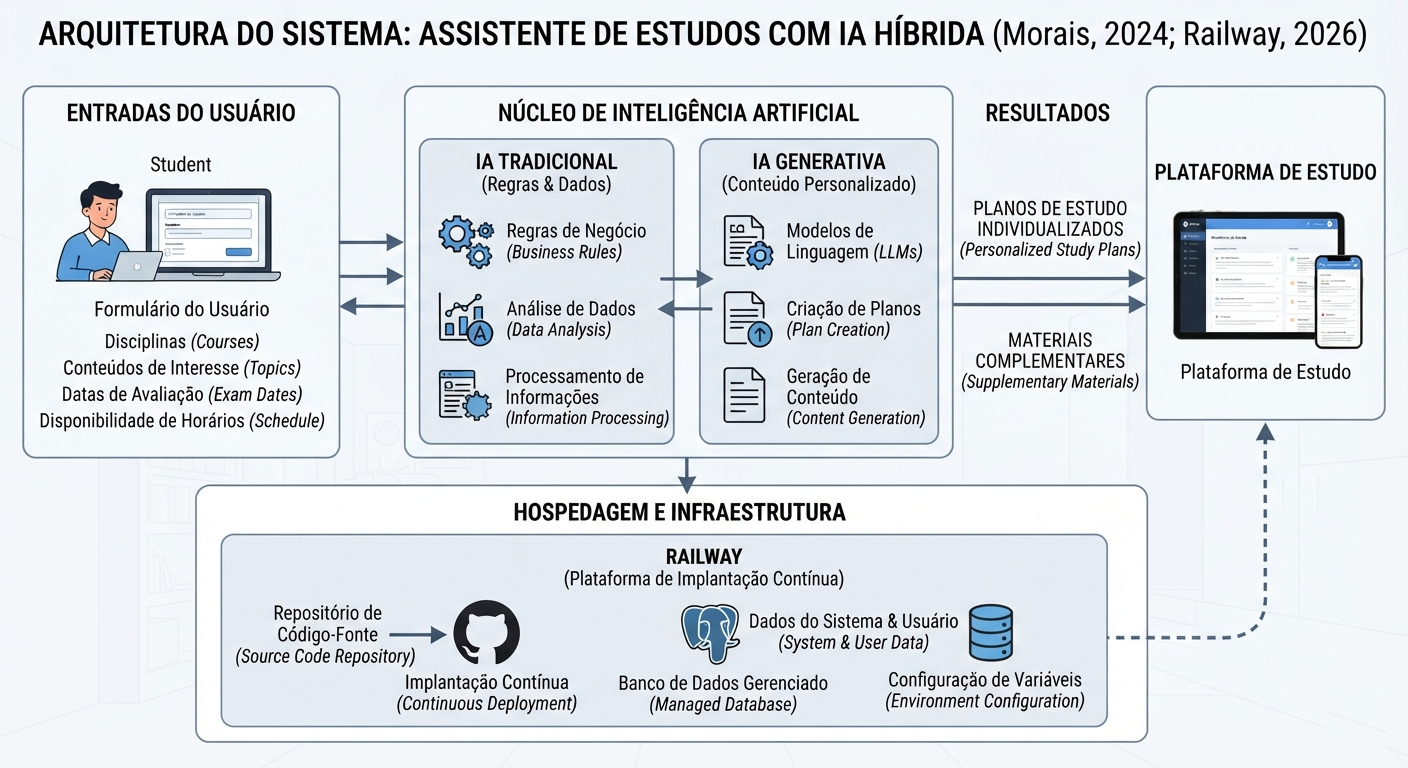 ARQUITETURA DO SISTEMA: ASSISTENTE DE ESTUDOS COM IA HÍBRIDA (Morais, 2024; Railway, 2026)
ENTRADAS DO USUÁRIO
Student
Formulário do Usuário
Disciplinas (Courses)
Conteúdos de Interesse (Topics)
Datas de Avaliação (Exam Dates)
Disponibilidade de Horários (Schedule)
NÚCLEO DE INTELIGÊNCIA ARTIFICIAL
IA TRADICIONAL
(Regras & Dados)
Regras de Negócio
(Business Rules)
Análise de Dados
(Data Analysis)
Processamento de
Informações
(Information Processing)
IA GENERATIVA
(Conteúdo Personalizado)
Modelos de
Linguagem (LLMs)
Criação de Planos
(Plan Creation)
Geração de
Conteúdo
(Content Generation)
RESULTADOS
PLANOS DE ESTUDO
INDIVIDUALIZADOS
(Personalized Study Plans)
MATERIAIS
COMPLEMENTARES
(Supplementary Materials)
PLATAFORMA DE ESTUDO
Plataforma de Estudo
HOSPEDAGEM E INFRAESTRUTURA
RAILWAY
(Plataforma de Implantação Contínua)
Repositório de
Código-Fonte
(Source Code Repository)
Implantação Contínua
(Continuous Deployment)
Banco de Dados Gerenciado
(Managed Database)
Dados do Sistema & Usuário
(System & User Data)
Configuração de Variáveis
(Environment Configuration)